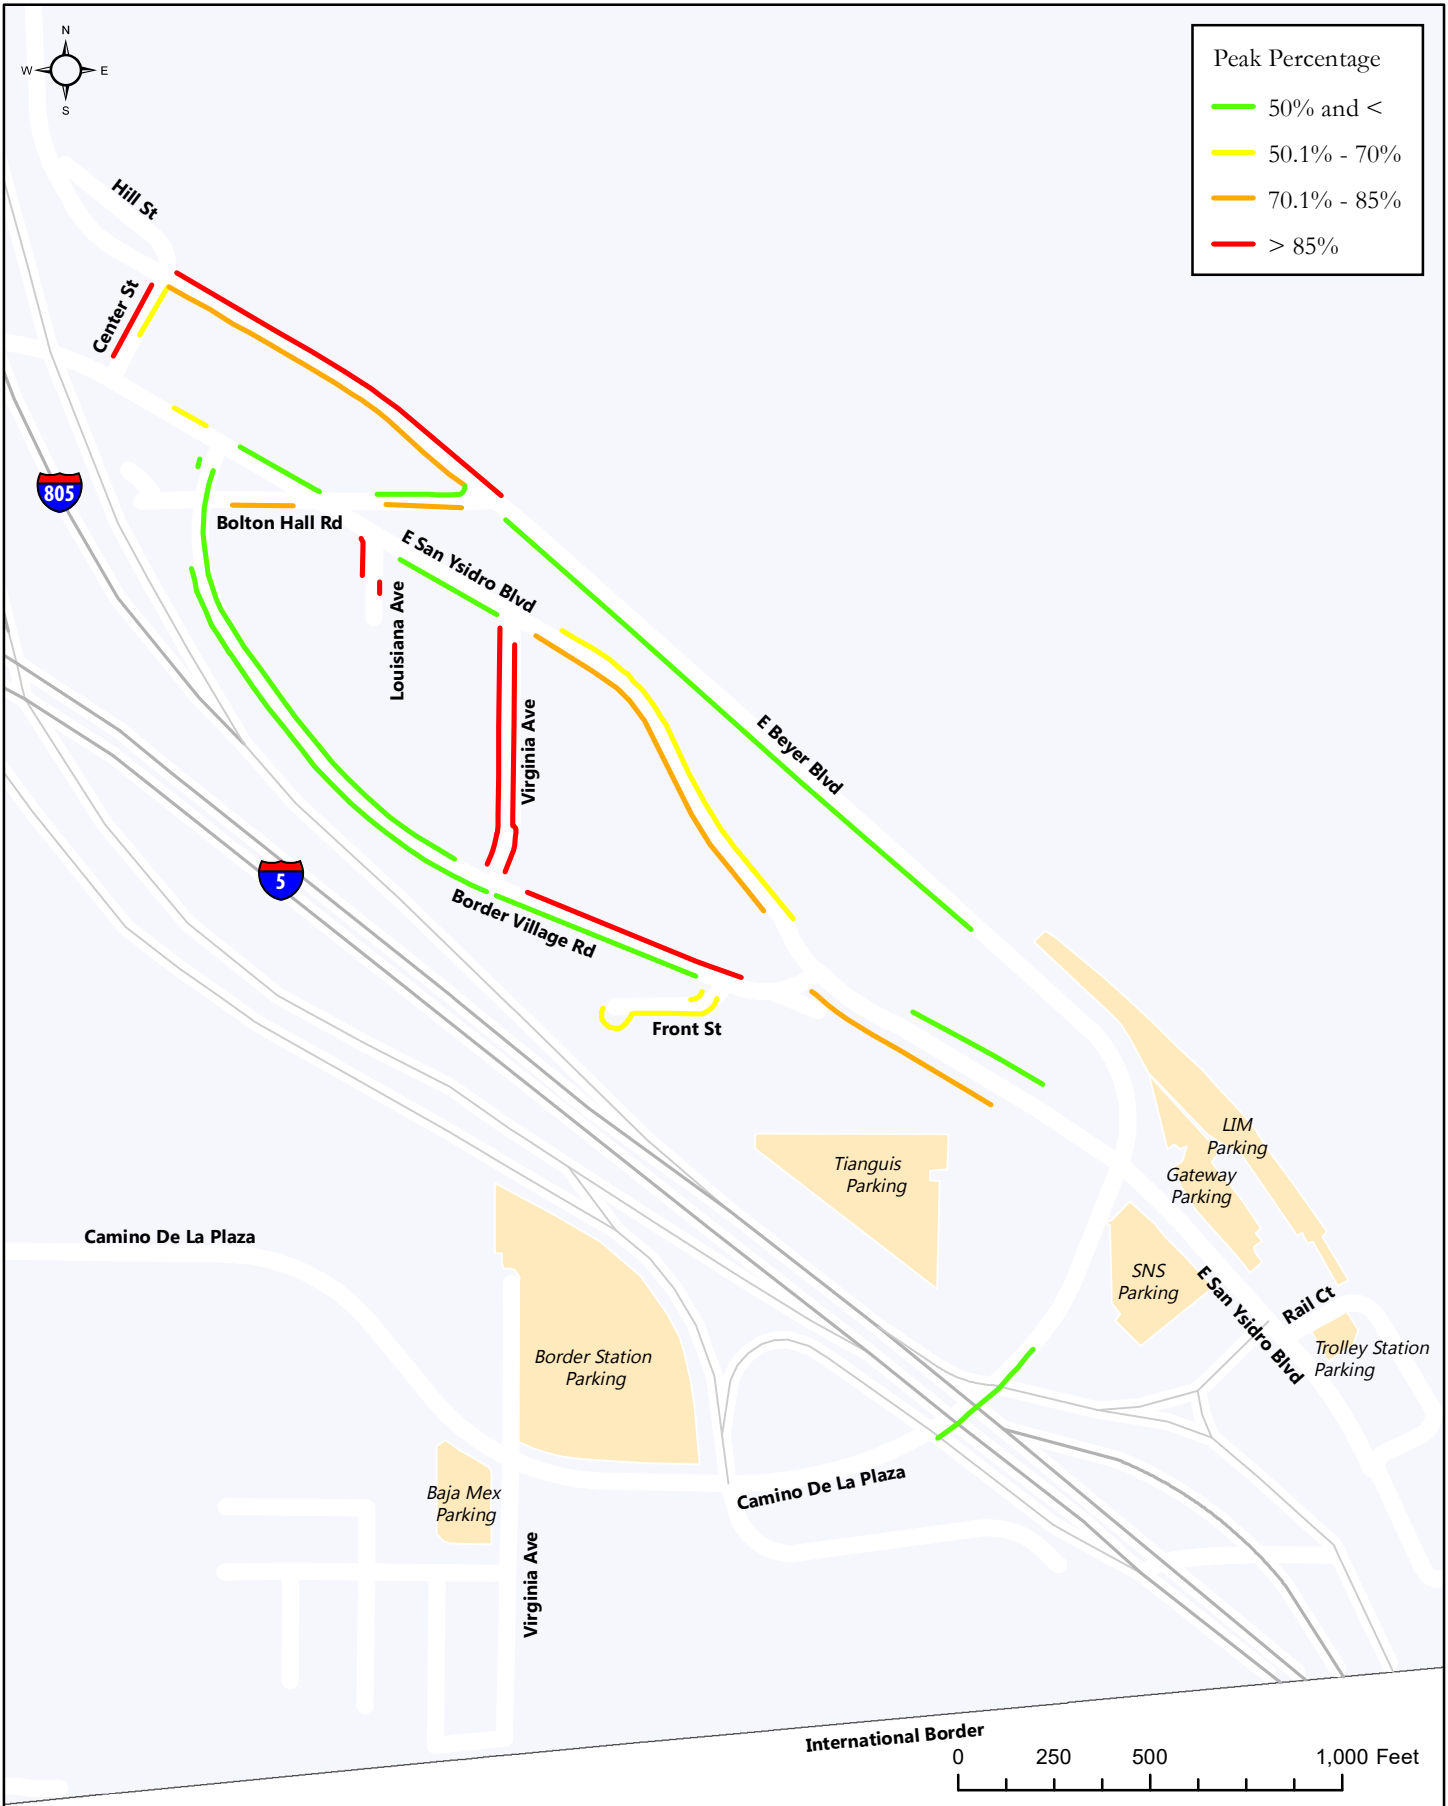 N
W E
S
Peak Percentage
50% and <
50.1% - 70%
70.1% - 85%
> 85%
Hill St
Center St
805
Bolton Hall Rd
E San Ysidro Blvd
Louisiana Ave
Virginia Ave
E Beyer Blvd
5
Border Village Rd
Front St
LIM
Parking
Tianguis
Parking
Gateway
Parking
Camino De La Plaza
SNS
Parking
E San Ysidro Blvd
Rail Ct
Trolley Station
Parking
Border Station
Parking
Baja Mex
Parking
Camino De La Plaza
Virginia Ave
International Border
0 250 500 1,000 Feet